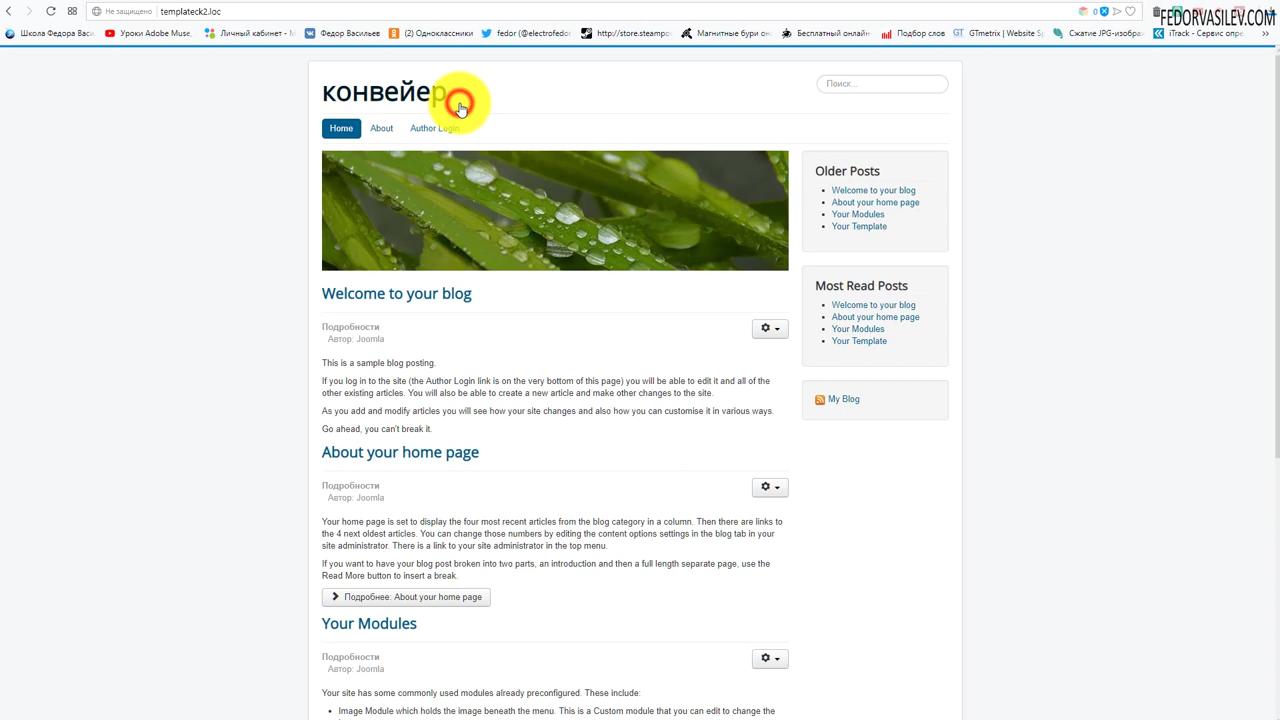 Не защищено templateck2.loc
FEDORVASILEV.COM
Школа Федора Васи.
Уроки Adobe Muse,
Личный кабинет - М
Федор Васильев
(2) Одноклассники
fedor (@electrofedor
http://store.steampo
Магнитные бури он
Бесплатный онлайн
Подбор слов
GTmetrix | Website S
Сжатие JPG-изобра
iTrack - Сервис опре
конвейер
Поиск...
Home
About
Author Login
Older Posts
Welcome to your blog
About your home page
Your Modules
Your Template
Most Read Posts
Welcome to your blog
About your home page
Your Modules
Your Template
My Blog
Welcome to your blog
Подробности
Автор: Joomla
This is a sample blog posting.
If you log in to the site (the Author Login link is on the very bottom of this page) you will be able to edit it and all of the
other existing articles. You will also be able to create a new article and make other changes to the site.
As you add and modify articles you will see how your site changes and also how you can customise it in various ways.
Go ahead, you can't break it.
About your home page
Подробности
Автор: Joomla
Your home page is set to display the four most recent articles from the blog category in a column. Then there are links to
the 4 next oldest articles. You can change those numbers by editing the content options settings in the blog tab in your
site administrator. There is a link to your site administrator in the top menu.
If you want to have your blog post broken into two parts, an introduction and then a full length separate page, use the
Read More button to insert a break.
Подробнее: About your home page
Your Modules
Подробности
Автор: Joomla
Your site has some commonly used modules already preconfigured. These include:
Image Module which holds the image beneath the menu. This is a Custom module that you can edit to change the